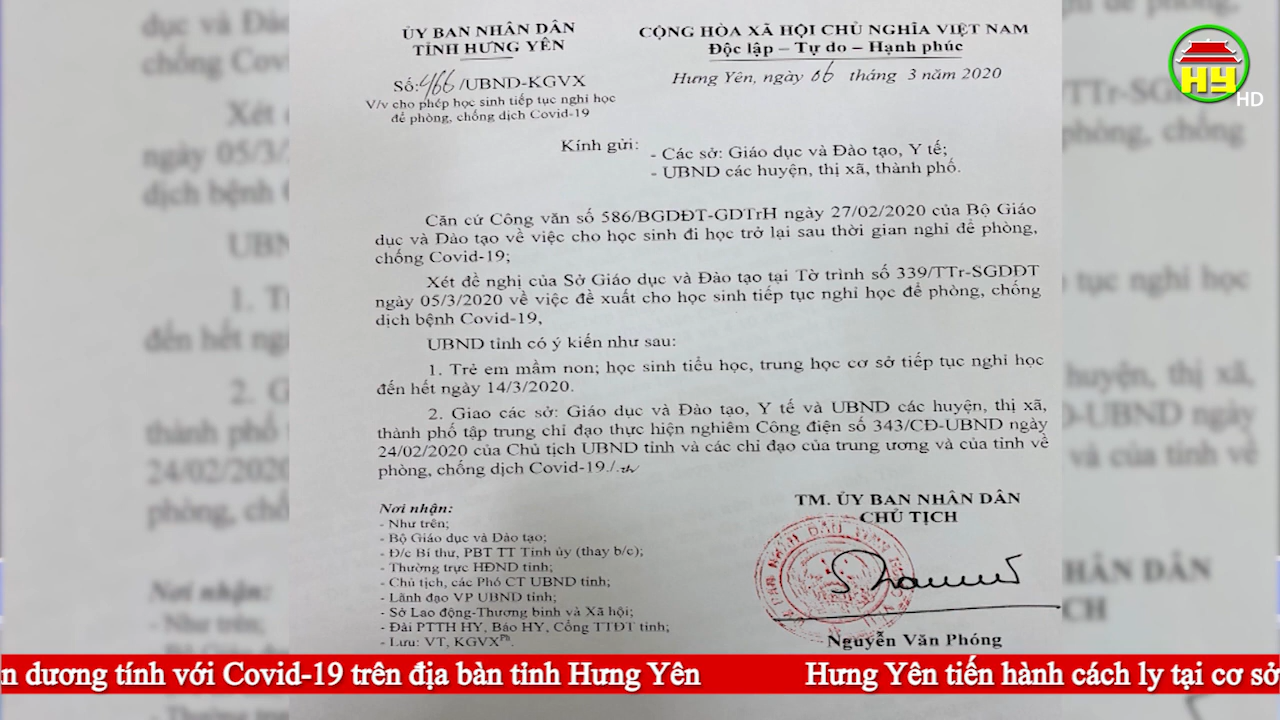 ỦY BAN NHÂN DÂN
TỈNH HƯNG YÊN
CỘNG HÒA XÃ HỘI CHỦ NGHĨA VIỆT NAM
Độc lập – Tự do – Hạnh phúc
Số: 466/UBND-KGVX
Hưng Yên, ngày 06 tháng 3 năm 2020
V/v cho phép học sinh tiếp tục nghỉ học
để phòng, chống dịch Covid-19
Kính gửi:
- Các sở: Giáo dục và Đào tạo, Y tế;
- UBND các huyện, thị xã, thành phố.
Căn cứ Công văn số 586/BGDĐT-GDTrH ngày 27/02/2020 của Bộ Giáo
dục và Đào tạo về việc cho học sinh đi học trở lại sau thời gian nghỉ để phòng,
chống Covid-19;
Xét đề nghị của Sở Giáo dục và Đào tạo tại Tờ trình số 339/TTr-SGDĐT
ngày 05/3/2020 về việc đề xuất cho học sinh tiếp tục nghỉ học để phòng, chống
dịch bệnh Covid-19,
UBND tỉnh có ý kiến như sau:
1. Trẻ em mầm non; học sinh tiểu học, trung học cơ sở tiếp tục nghỉ học
đến hết ngày 14/3/2020.
2. Giao các sở: Giáo dục và Đào tạo, Y tế và UBND các huyện, thị xã,
thành phố tập trung chỉ đạo thực hiện nghiêm Công điện số 343/CĐ-UBND ngày
24/02/2020 của Chủ tịch UBND tỉnh và các chỉ đạo của trung ương và của tỉnh về
phòng, chống dịch Covid-19./.
Nơi nhận:
- Như trên;
- Bộ Giáo dục và Đào tạo;
- Đ/c Bí thư, PBT TT Tỉnh ủy (thay b/c);
- Thường trực HĐND tỉnh;
- Chủ tịch, các Phó CT UBND tỉnh;
- Lãnh đạo VP UBND tỉnh;
- Sở Lao động-Thương binh và Xã hội;
- Đài PTTH HY, Báo HY, Cổng TTĐT tỉnh;
- Lưu: VT, KGVXPh.
TM. ỦY BAN NHÂN DÂN
CHỦ TỊCH
Nguyễn Văn Phóng
HY
HD
n dương tính với Covid-19 trên địa bàn tỉnh Hưng Yên
Hưng Yên tiến hành cách ly tại cơ sở